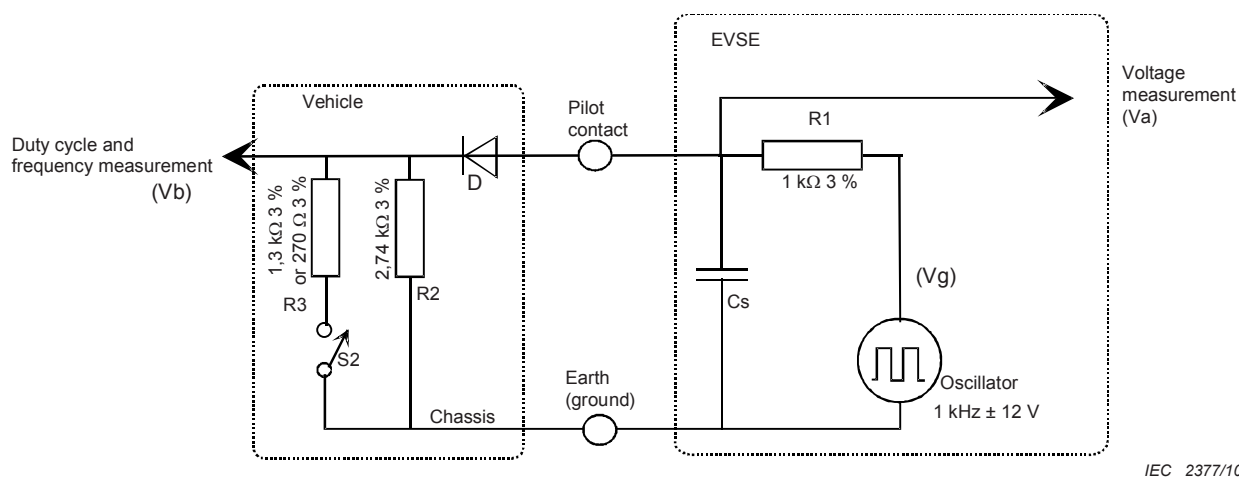 EVSE
Vehicle
Pilot
contact
Voltage
measurement
(Va)
R1
1 kΩ 3 %
Duty cycle and
frequency measurement
(Vb)
D
1,3 kΩ 3 %
or 270 Ω 3 %
2,74 kΩ 3 %
R3
R2
S2
Cs
(Vg)
Earth
(ground)
Chassis
Oscillator
1 kHz ± 12 V
IEC 2377/10